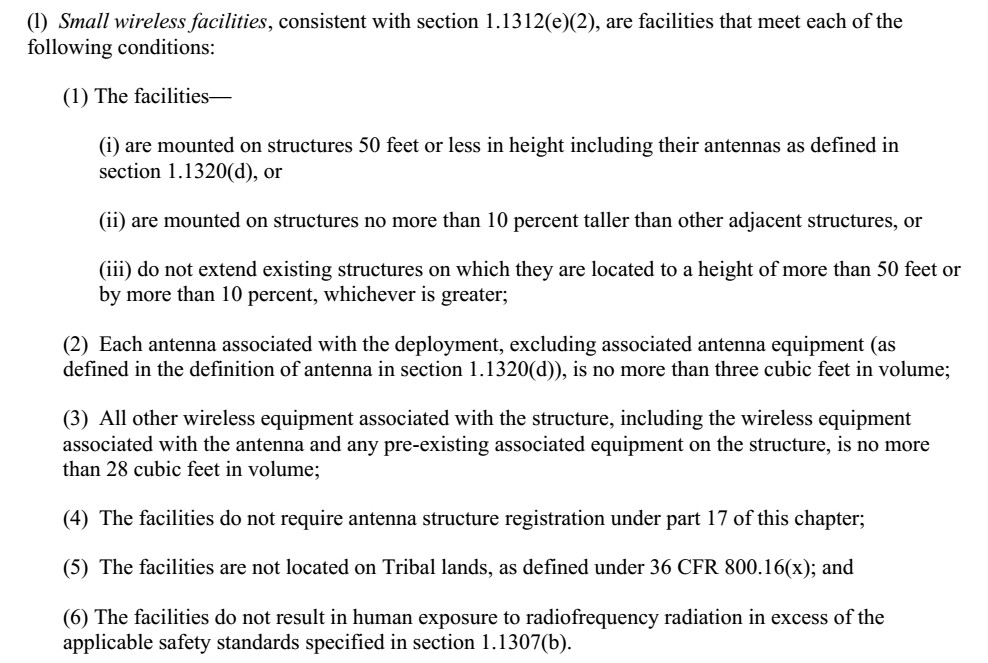 (l) Small wireless facilities, consistent with section 1.1312(e)(2), are facilities that meet each of the
following conditions:
(1) The facilities—
(i) are mounted on structures 50 feet or less in height including their antennas as defined in
section 1.1320(d), or
(ii) are mounted on structures no more than 10 percent taller than other adjacent structures, or
(iii) do not extend existing structures on which they are located to a height of more than 50 feet or
by more than 10 percent, whichever is greater;
(2) Each antenna associated with the deployment, excluding associated antenna equipment (as
defined in the definition of antenna in section 1.1320(d)), is no more than three cubic feet in volume;
(3) All other wireless equipment associated with the structure, including the wireless equipment
associated with the antenna and any pre-existing associated equipment on the structure, is no more
than 28 cubic feet in volume;
(4) The facilities do not require antenna structure registration under part 17 of this chapter;
(5) The facilities are not located on Tribal lands, as defined under 36 CFR 800.16(x); and
(6) The facilities do not result in human exposure to radiofrequency radiation in excess of the
applicable safety standards specified in section 1.1307(b).